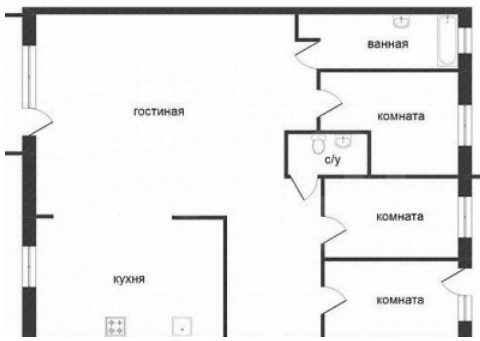 ванная
гостиная
комната
с/у
комната
кухня
комната